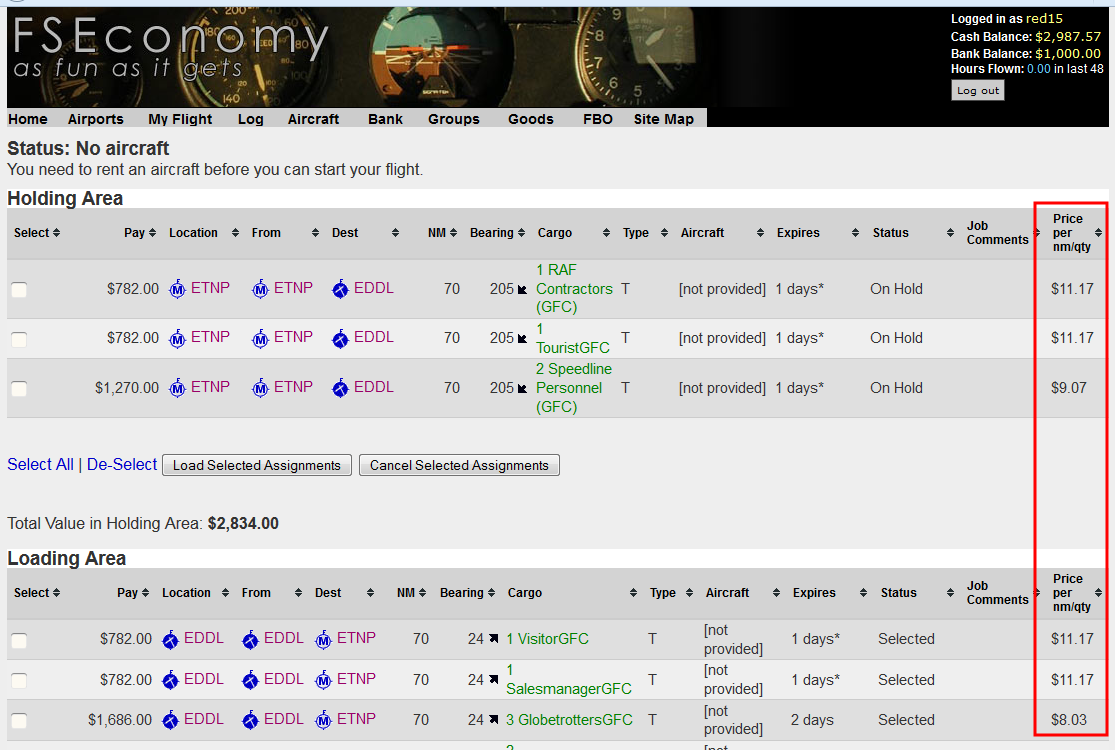 FSEconomy
as fun as it gets
Logged in as red15
Cash Balance: $2,987.57
Bank Balance: $1,000.00
Hours Flown: 0.00 in last 48
Log out
Home Airports My Flight Log Aircraft Bank Groups Goods FBO Site Map
Status: No aircraft
You need to rent an aircraft before you can start your flight.
Holding Area
Select Pay Location From Dest NM Bearing Cargo Type Aircraft Expires Status Job Comments Price per nm/qty
$782.00 ETNP ETNP EDDL 70 205 1 RAF Contractors (GFC) T [not provided] 1 days* On Hold $11.17
$782.00 ETNP ETNP EDDL 70 205 1 TouristGFC T [not provided] 1 days* On Hold $11.17
$1,270.00 ETNP ETNP EDDL 70 205 2 Speedline Personnel (GFC) T [not provided] 1 days* On Hold $9.07
Select All | De-Select Load Selected Assignments Cancel Selected Assignments
Total Value in Holding Area: $2,834.00
Loading Area
Select Pay Location From Dest NM Bearing Cargo Type Aircraft Expires Status Job Comments Price per nm/qty
$782.00 EDDL EDDL ETNP 70 24 1 VisitorGFC T [not provided] 1 days* Selected $11.17
$782.00 EDDL EDDL ETNP 70 24 1 SalesmanagerGFC T [not provided] 1 days* Selected $11.17
$1,686.00 EDDL EDDL ETNP 70 24 3 GlobetrottersGFC T [not provided] 2 days Selected $8.03